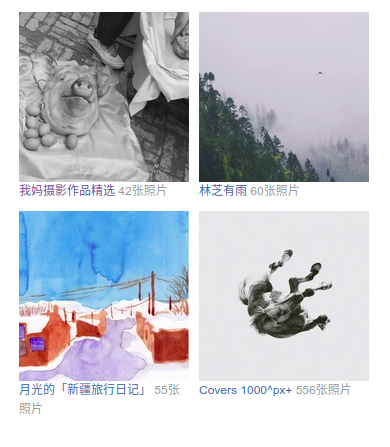 我妈摄影作品精选 42张照片
林芝有雨 60张照片
月光的「新疆旅行日记」 55张
照片
Covers 1000^px+ 556张照片